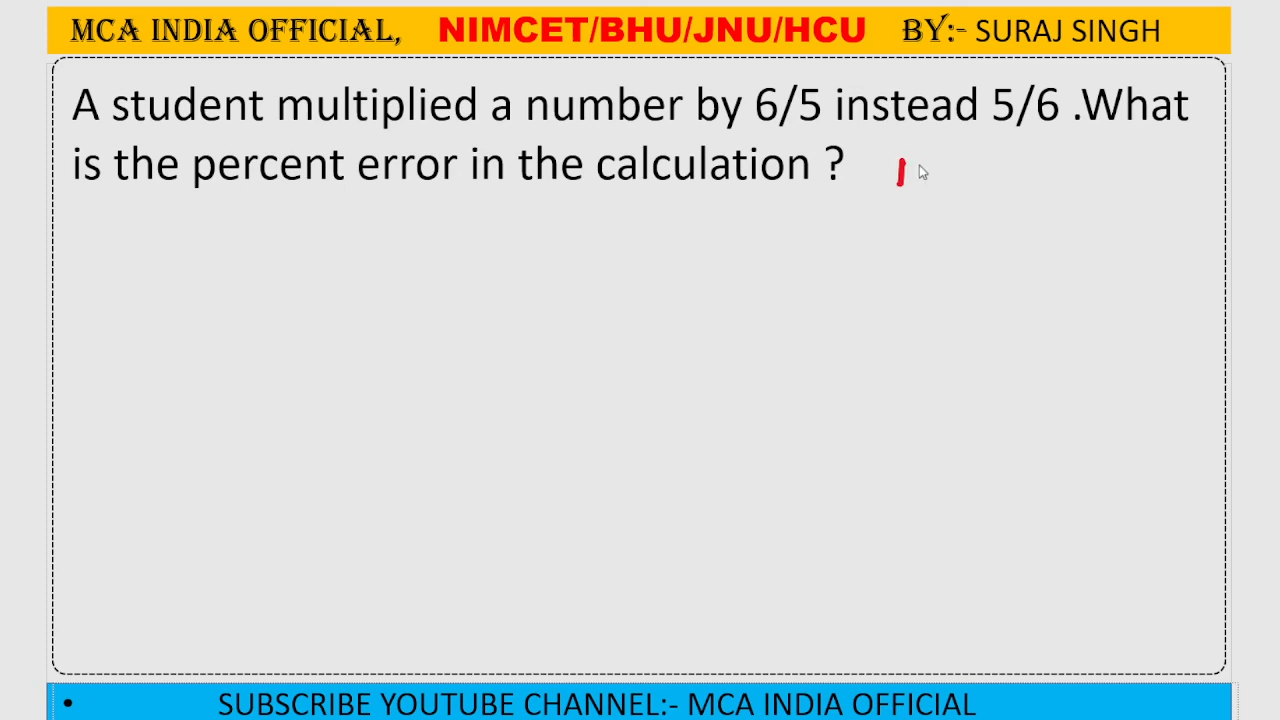 MCA INDIA OFFICIAL, NIMCET/BHU/JNU/HCU BY:- SURAJ SINGH
A student multiplied a number by 6/5 instead 5/6 .What
is the percent error in the calculation ?
• SUBSCRIBE YOUTUBE CHANNEL:- MCA INDIA OFFICIAL